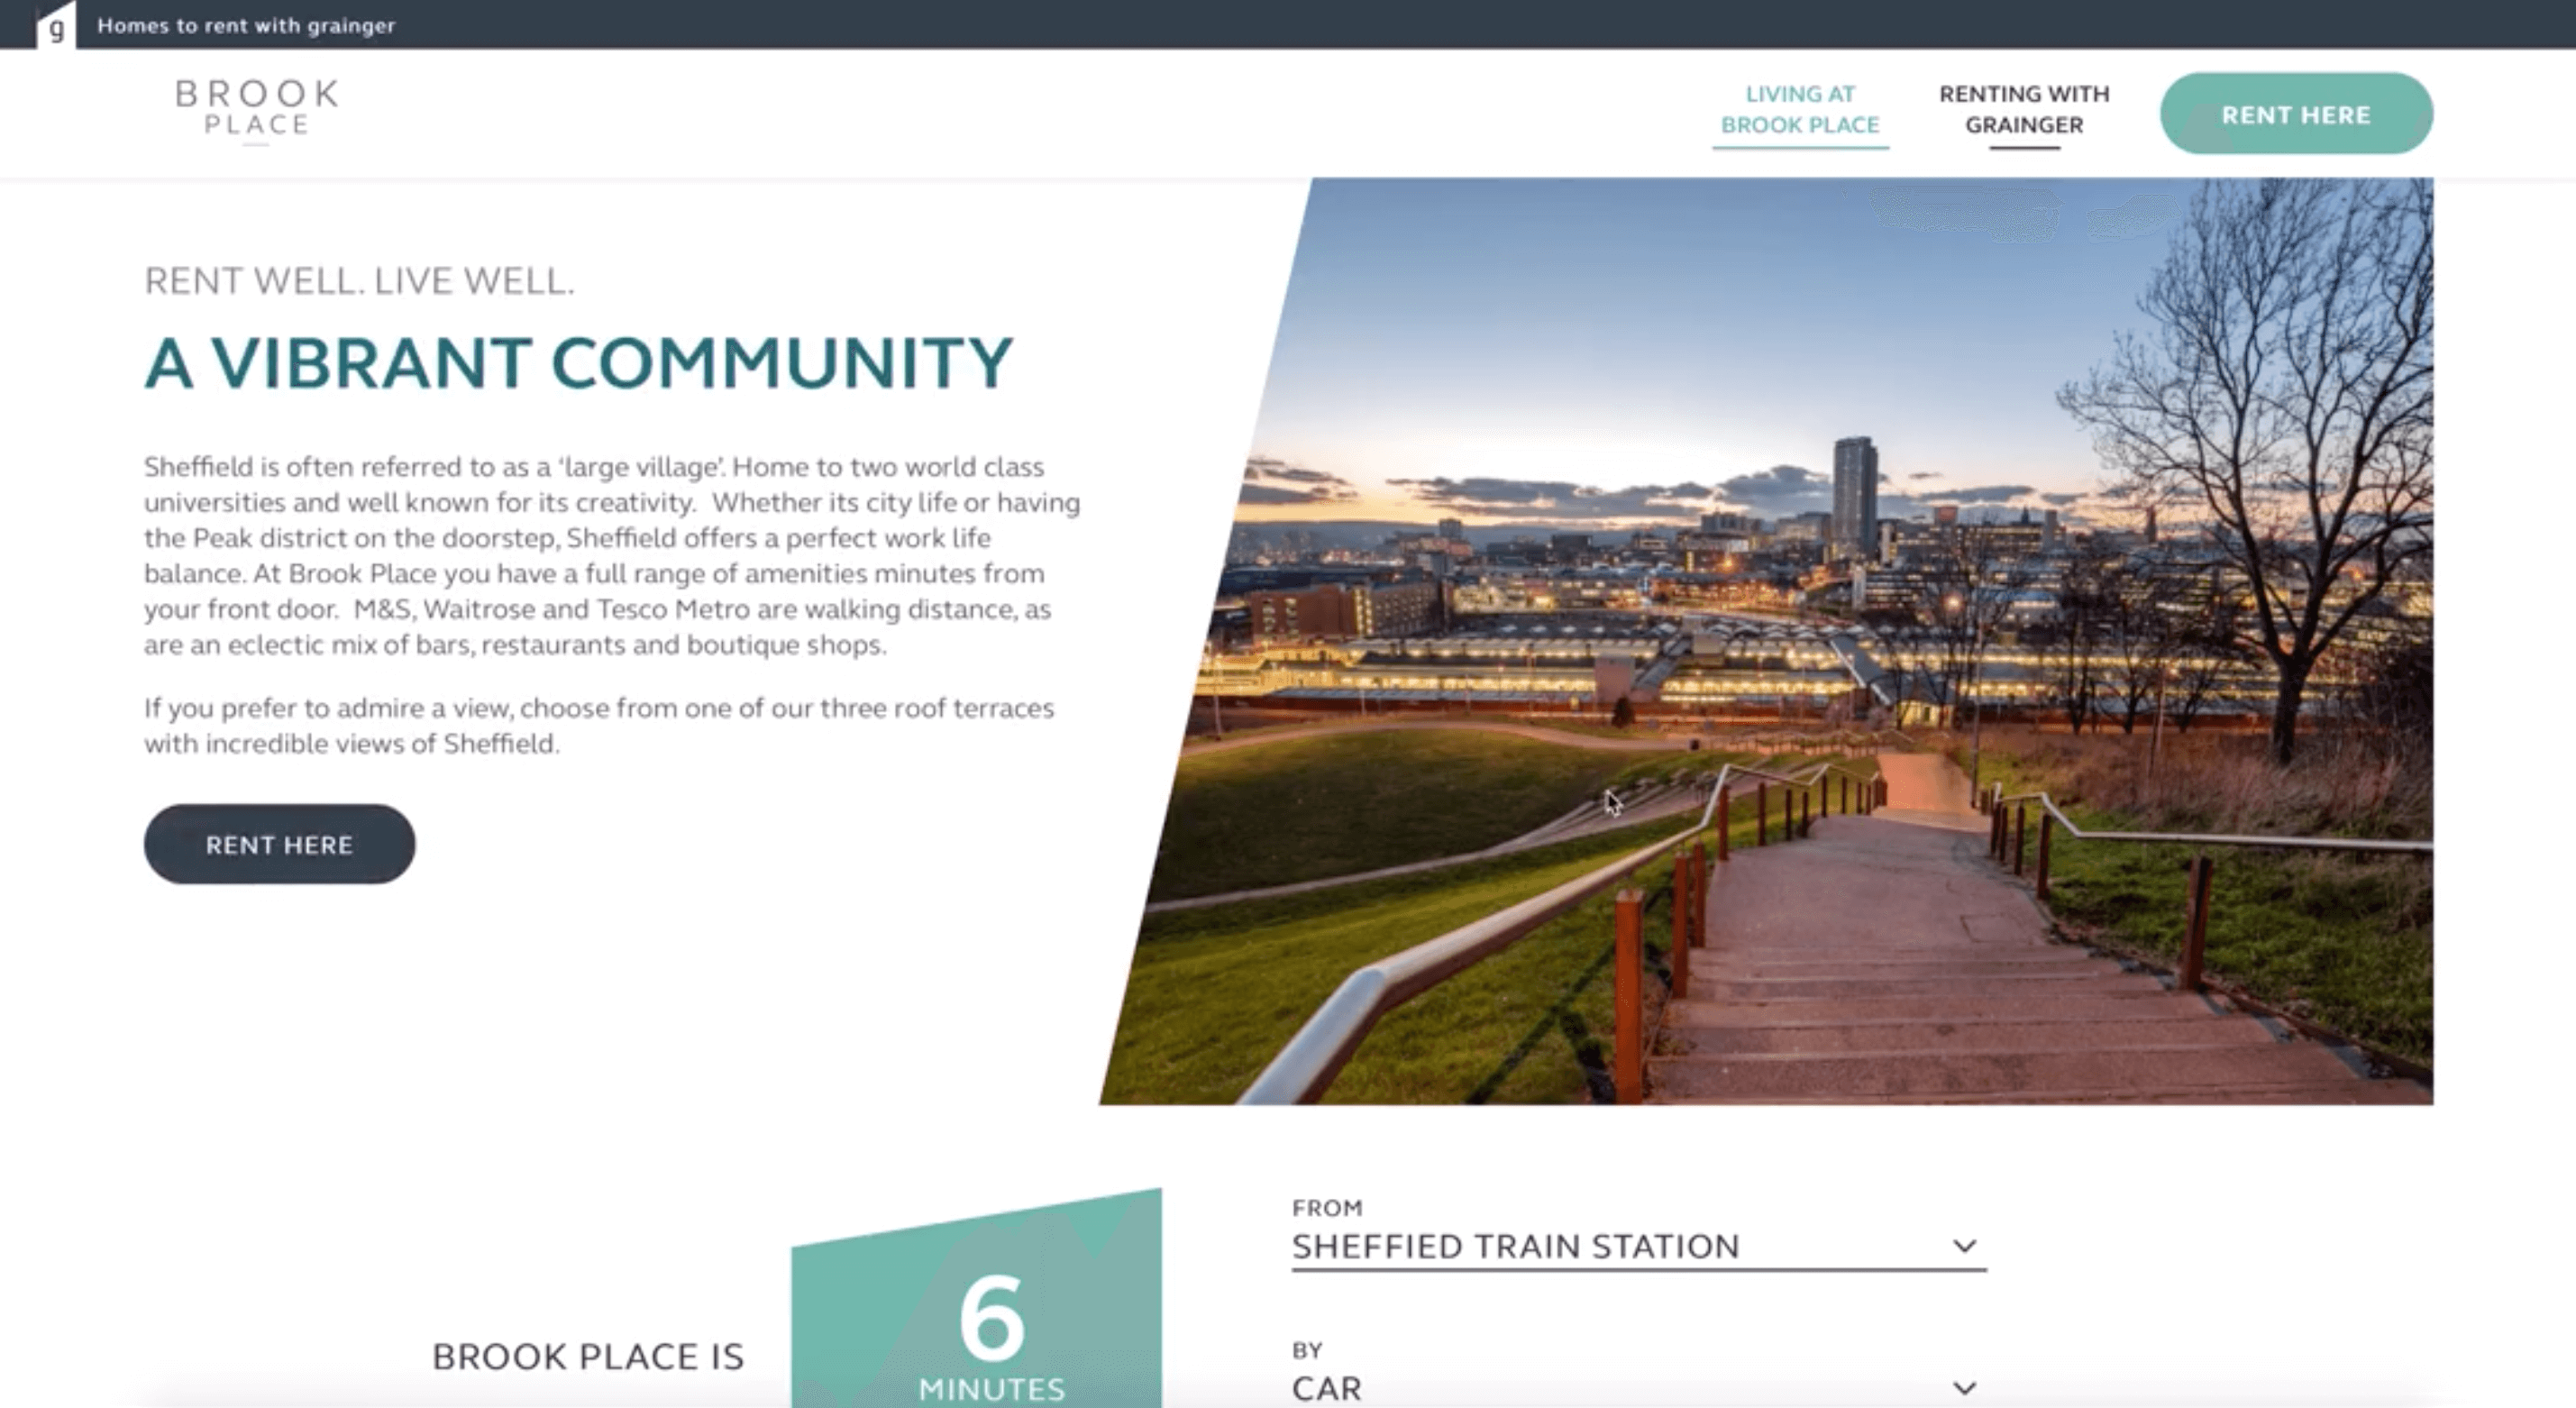 g
Homes to rent with grainger
BROOK
PLACE
LIVING AT
BROOK PLACE
RENTING WITH
GRAINGER
RENT HERE
RENT WELL. LIVE WELL.
A VIBRANT COMMUNITY
Sheffield is often referred to as a ‘large village’. Home to two world class
universities and well known for its creativity.  Whether its city life or having
the Peak district on the doorstep, Sheffield offers a perfect work life
balance. At Brook Place you have a full range of amenities minutes from
your front door.  M&S, Waitrose and Tesco Metro are walking distance, as
are an eclectic mix of bars, restaurants and boutique shops.
If you prefer to admire a view, choose from one of our three roof terraces
with incredible views of Sheffield.
RENT HERE
BROOK PLACE IS
6
MINUTES
FROM
SHEFFIED TRAIN STATION
BY
CAR